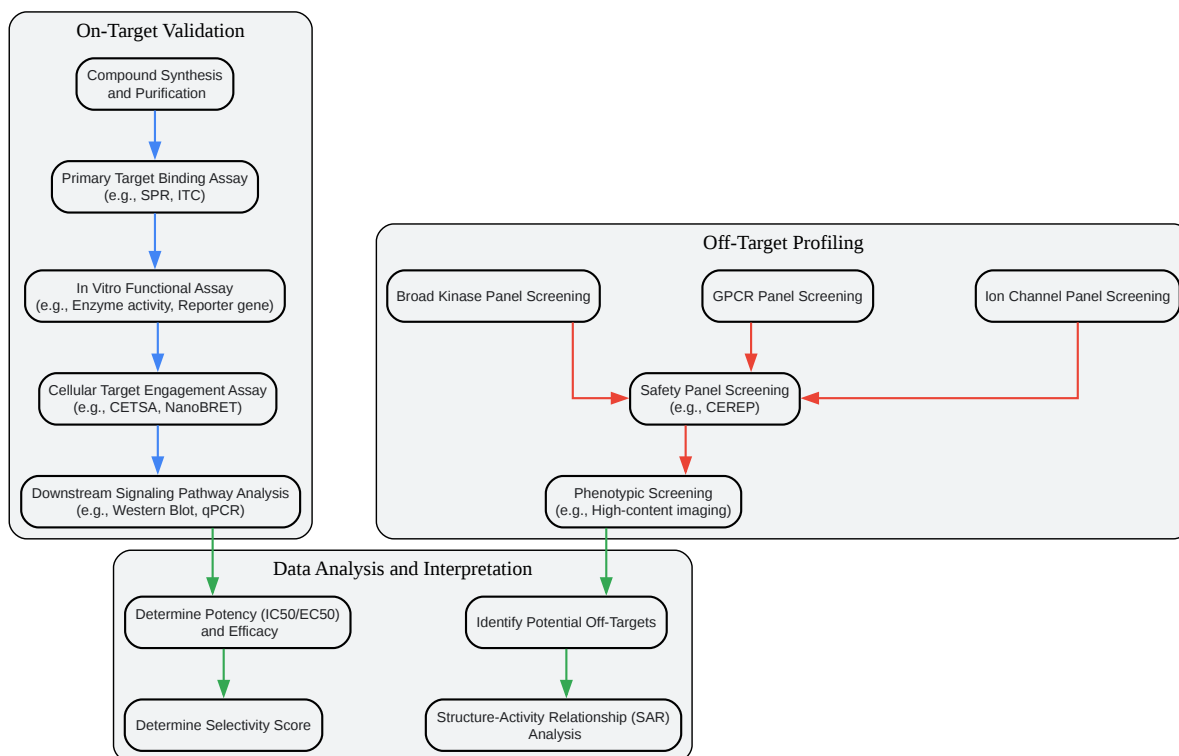 On-Target Validation
Compound Synthesis
and Purification
Primary Target Binding Assay
(e.g., SPR, ITC)
In Vitro Functional Assay
(e.g., Enzyme activity, Reporter gene)
Cellular Target Engagement Assay
(e.g., CETSA, NanoBRET)
Downstream Signaling Pathway Analysis
(e.g., Western Blot, qPCR)
Off-Target Profiling
Broad Kinase Panel Screening
GPCR Panel Screening
Ion Channel Panel Screening
Safety Panel Screening
(e.g., CEREP)
Phenotypic Screening
(e.g., High-content imaging)
Data Analysis and Interpretation
Determine Potency (IC50/EC50)
and Efficacy
Identify Potential Off-Targets
Determine Selectivity Score
Structure-Activity Relationship (SAR)
Analysis